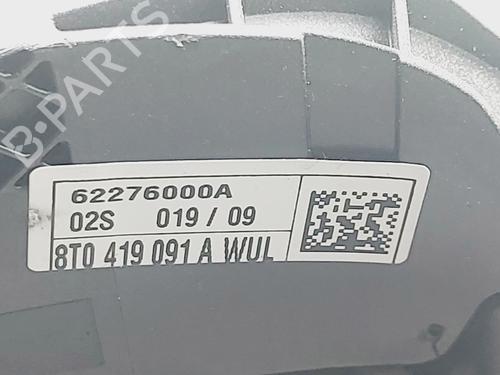 B-PARTS
62276000A
02S 019 / 09
8T0 419 091 A WUL